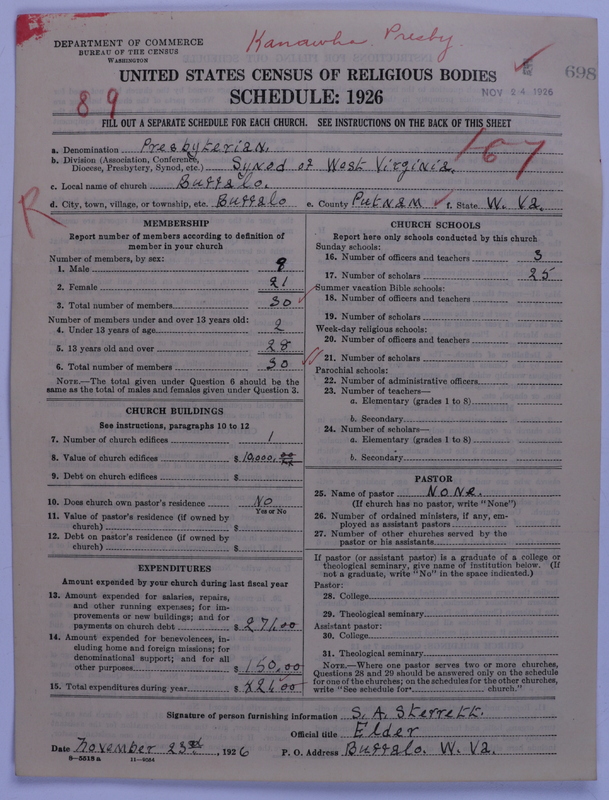 DEPARTMENT OF COMMERCE
BUREAU OF THE CENSUS
WASHINGTON
Kanawha Presby.
UNITED STATES CENSUS OF RELIGIOUS BODIES
NOV 24 1926
698
89
SCHEDULE: 1926
FILL OUT A SEPARATE SCHEDULE FOR EACH CHURCH. SEE INSTRUCTIONS ON THE BACK OF THIS SHEET
167
a. Denomination Presbyterian.
b. Division (Association, Conference, Diocese, Presbytery, Synod, etc.) Synod of West Virginia.
c. Local name of church Buffalo.
R
d. City, town, village, or township, etc. Buffalo e. County Putnam f. State W. Va.
MEMBERSHIP
Report number of members according to definition of
member in your church
Number of members, by sex:
1. Male 9
2. Female 21
3. Total number of members 30
Number of members under and over 13 years old:
4. Under 13 years of age 2
5. 13 years old and over 28
6. Total number of members 30
NOTE.—The total given under Question 6 should be
same as the total of males and females given under Question 3.
CHURCH BUILDINGS
See instructions, paragraphs 10 to 12
7. Number of church edifices 1
8. Value of church edifices $ 10,000.
9. Debt on church edifices $
10. Does church own pastor's residence No
Yes or No
11. Value of pastor's residence (if owned by
church) $
12. Debt on pastor's residence (if owned by
church) $
EXPENDITURES
Amount expended by your church during last fiscal year
13. Amount expended for salaries, repairs,
and other running expenses; for im-
provements or new buildings; and for
payments on church debt $
14. Amount expended for benevolences, in-
cluding home and foreign missions; for
denominational support; and for all
other purposes $ 150.00
15. Total expenditures during year $
CHURCH SCHOOLS
Report here only schools conducted by this church
Sunday schools:
16. Number of officers and teachers 3
17. Number of scholars 25
Summer vacation Bible schools:
18. Number of officers and teachers
19. Number of scholars
Week-day religious schools:
20. Number of officers and teachers
21. Number of scholars
Parochial schools:
22. Number of administrative officers
23. Number of teachers—
a. Elementary (grades 1 to 8)
b. Secondary
24. Number of scholars—
a. Elementary (grades 1 to 8)
b. Secondary
PASTOR
25. Name of pastor None.
(If church has no pastor, write "None")
26. Number of ordained ministers, if any, em-
ployed as assistant pastors
27. Number of other churches served by the
pastor or his assistants
If pastor (or assistant pastor) is a graduate of a college or
theological seminary, give name of institution below. (If
not a graduate, write "No" in the space indicated.)
Pastor:
28. College
29. Theological seminary
Assistant pastor:
30. College
31. Theological seminary
NOTE.—Where one pastor serves two or more churches,
Questions 28 and 29 should be answered only on the schedule
for one of the churches; on the schedules for the other churches,
write "See schedule for church."
Signature of person furnishing information S. A. Sterrett.
Official title Elder
Date November 23rd, 1926 P. O. Address Buffalo. W. Va.
8—5518a 11—9034